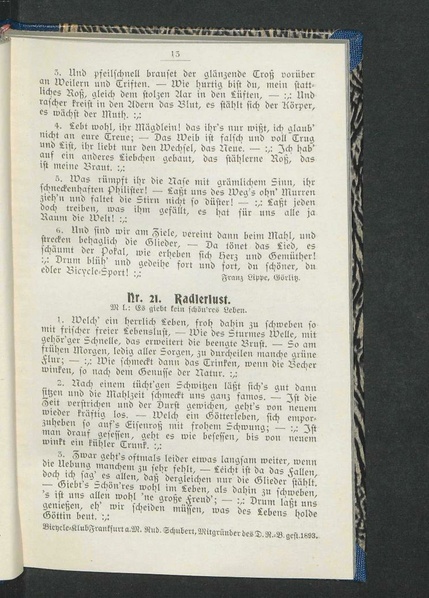 — 15 —
3. Und pfeilschnell brauset der glänzende Troß vorüber
an Weilern und Triften. — Wie hurtig bist du, mein statt-
liches Roß, gleich dem stolzen Aar in den Lüften, — :,: Und
rascher kreist in den Adern das Blut, es stählt sich der Körper,
es wächst der Muth. :,:
4. Lebt wohl, ihr Mägdlein! daß ihr's nur wißt, ich glaub'
nicht an eure Treue; — Das Weib ist falsch und voll Trug
und List, ihr liebt nur den Wechsel, das Neue. — :,: Ich hab'
auf ein anderes Liebchen gebaut, das stählerne Roß, das
ist meine Braut. :,:
5. Was rümpft ihr die Nase mit grämlichem Sinn, ihr
schneckenhaften Philister! — Laßt uns des Weg's ohn' Murren
zieh'n und faltet die Stirn nicht so düster! — :,: Laßt jeden
doch treiben, was ihm gefällt, es hat für uns alle ja
Raum die Welt! :,:
6. Und sind wir am Ziele, vereint dann beim Mahl, und
strecken behaglich die Glieder, — Da tönet das Lied, es
schäumt der Pokal, wie erheben sich Herz und Gemüther!
:,: Drum blüh' und gedeihe fort und fort, du schöner, du
edler Bicycle-Sport! :,:
Franz Lippe, Görlitz.
Nr. 21. Radlerlust.
M l.: Es giebt kein schön'res Leben.
1. Welch' ein herrlich Leben, froh dahin zu schweben so
mit frischer freier Lebenslust, — Wie des Sturmes Welle, mit
gehör'ger Schnelle, das erweitert die beengte Brust. — So am
frühen Morgen, ledig aller Sorgen, zu durcheilen manche grüne
Flur; — :,: Wie schmeckt dann das Trinken, wenn die Becher
winken, so nach dem Genusse der Natur. :,:
2. Nach einem tücht'gen Schwitzen läßt sich's gut dann
sitzen und die Mahlzeit schmeckt uns ganz famos. — Ist die
Zeit verstrichen und der Durst gewichen, geht's von neuem
wieder kräftig los. — Welch ein Götterleben, sich empor-
zuheben so auf's Eisenroß mit frohem Schwung; — :,: Ist
man drauf gesessen, geht es wie besessen, bis von neuem
winkt ein kühler Trunk. :,:
3. Zwar geht's oftmals leider etwas langsam weiter, wenn
die Uebung manchem zu sehr fehlt, — Leicht ist da das Fallen,
doch ich sag' es allen, daß dergleichen nur die Glieder stählt.
— Giebt's Schön'res wohl im Leben, als dahin zu schweben,
's ist uns allen wohl 'ne große Freud'; — :,: Drum laßt uns
genießen, eh' wir scheiden müssen, was des Lebens holde
Göttin beut. :,:
Bicycle-Klub Frankfurt a. M. Rud. Schubert, Mitgründer des D. R.-B. gest. 1893.